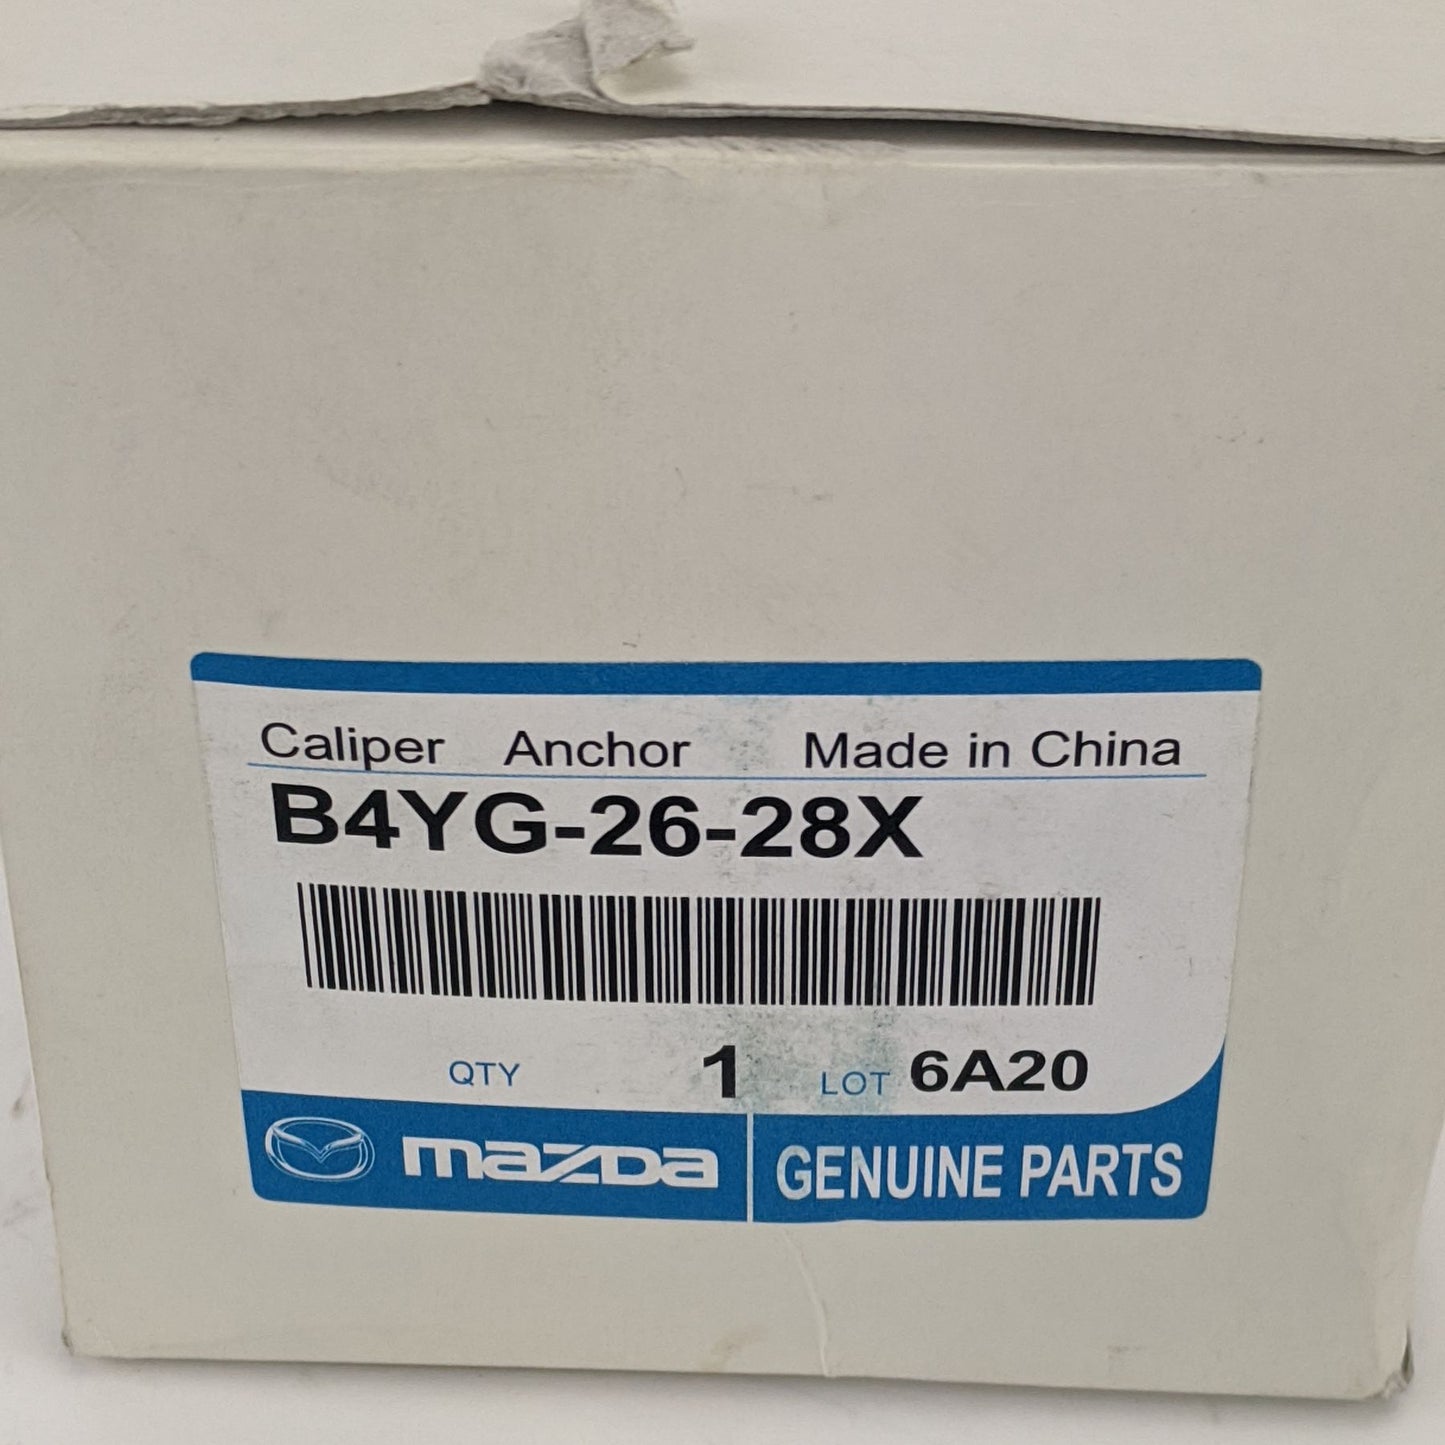 Caliper Anchor Made in China
B4YG-26-28X
QTY 1 LOT 6A20
mazda GENUINE PARTS